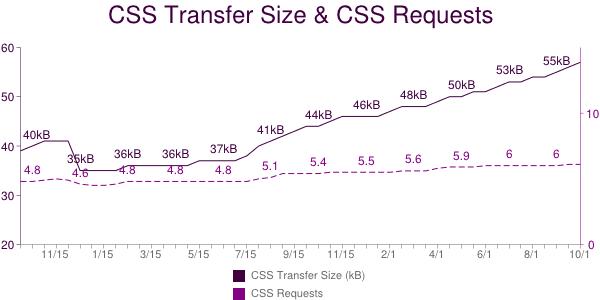 CSS Transfer Size & CSS Requests
60
50
40
30
20
10
0
40kB
35kB
36kB
36kB
37kB
41kB
44kB
46kB
48kB
50kB
53kB
55kB
4.8
4.6
4.8
4.8
4.8
5.1
5.4
5.5
5.6
5.9
6
6
11/15
1/15
3/15
5/15
7/15
9/15
11/15
2/1
4/1
6/1
8/1
10/1
CSS Transfer Size (kB)
CSS Requests